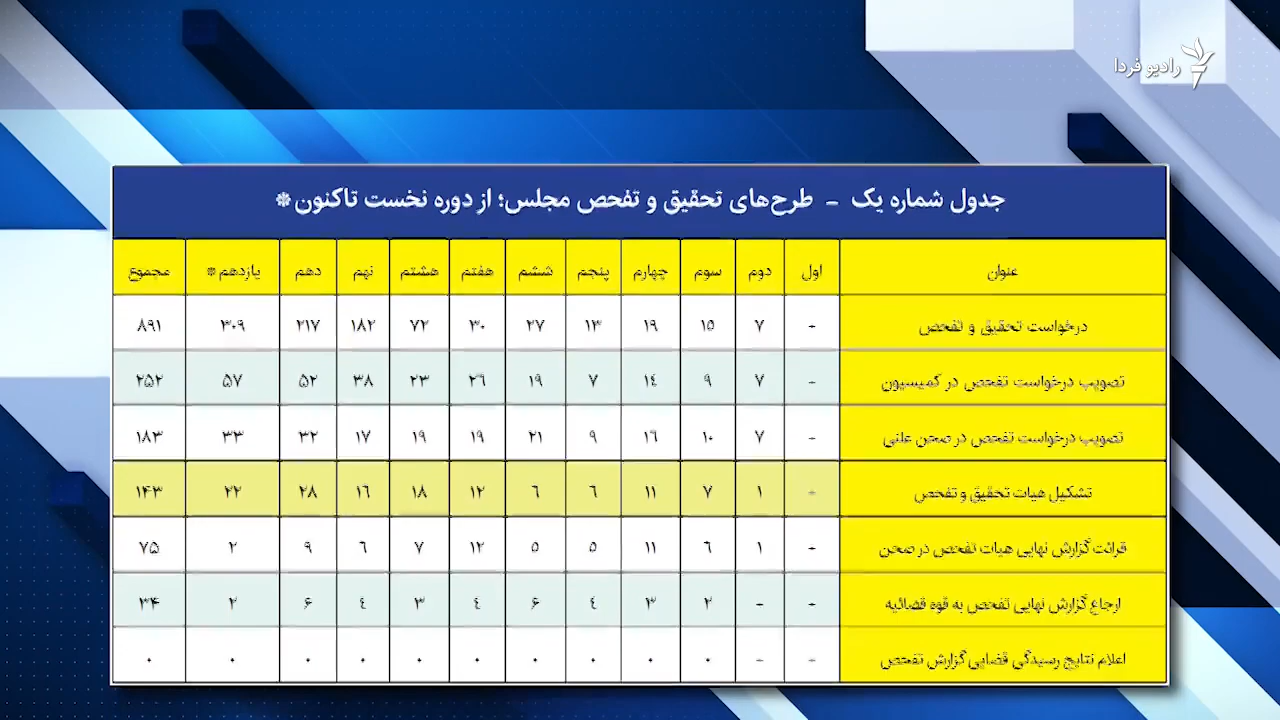 رادیو فردا
جدول شماره یک - طرح‌های تحقیق و تفحص مجلس؛ از دوره نخست تاکنون*
عنوان اول دوم سوم چهارم پنجم ششم هفتم هشتم نهم دهم یازدهم* مجموع
درخواست تحقیق و تفحص - ۷ ۱۵ ۱۹ ۱۳ ۲۷ ۳۰ ۷۲ ۱۸۲ ۲۱۷ ۳۰۹ ۸۹۱
تصویب درخواست تفحص در کمیسیون - ۷ ۹ ۱۴ ۷ ۱۹ ۲۶ ۲۳ ۳۸ ۵۲ ۵۷ ۲۵۲
تصویب درخواست تفحص در صحن علنی - ۷ ۱۰ ۱۶ ۹ ۲۱ ۱۹ ۱۹ ۱۷ ۳۲ ۳۳ ۱۸۳
تشکیل هیات تحقیق و تفحص - ۱ ۷ ۱۱ ۶ ۶ ۱۲ ۱۸ ۱۶ ۲۸ ۲۲ ۱۴۳
قرائت گزارش نهایی هیات تفحص در صحن - ۱ ۶ ۱۱ ۵ ۵ ۱۲ ۷ ۶ ۹ ۲ ۷۵
ارجاع گزارش نهایی تفحص به قوه قضائیه - - ۲ ۳ ۴ ۶ ۴ ۳ ۴ ۶ ۲ ۳۴
اعلام نتایج رسیدگی قضایی گزارش تفحص - - ۰ ۰ ۰ ۰ ۰ ۰ ۰ ۰ ۰ ۰